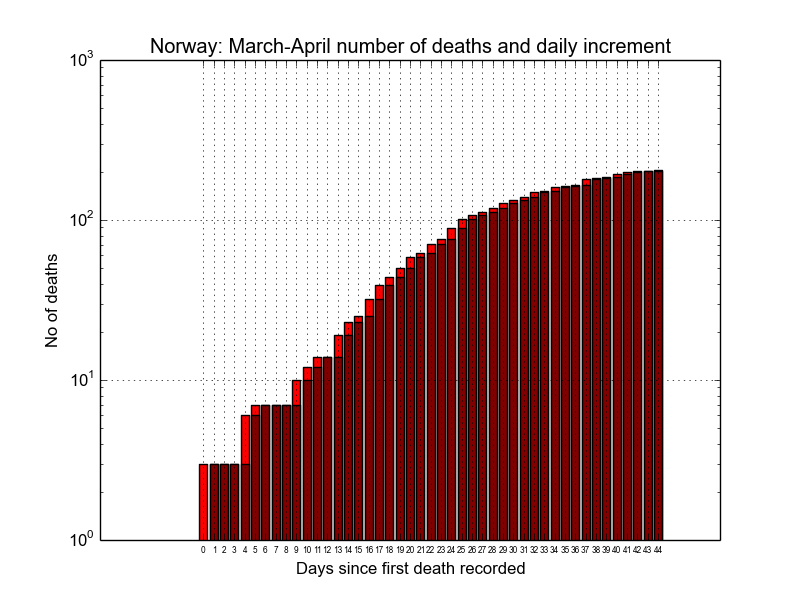 Norway: March-April number of deaths and daily increment
10³
10²
10¹
10⁰
No of deaths
0 1 2 3 4 5 6 7 8 9 10 11 12 13 14 15 16 17 18 19 20 21 22 23 24 25 26 27 28 29 30 31 32 33 34 35 36 37 38 39 40 41 42 43 44
Days since first death recorded